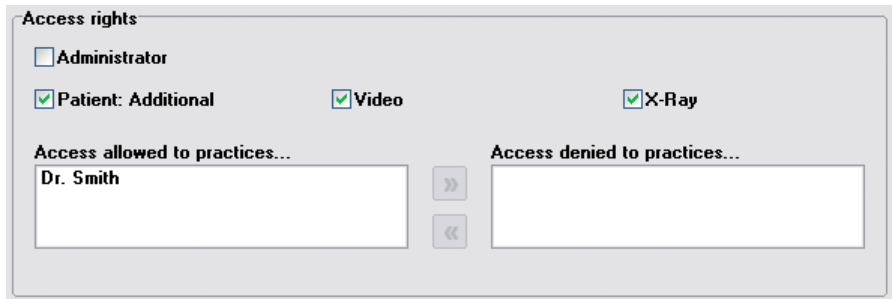 Access rights
Administrator
Patient: Additional Video X-Ray
Access allowed to practices... Access denied to practices...
Dr. Smith
»
«